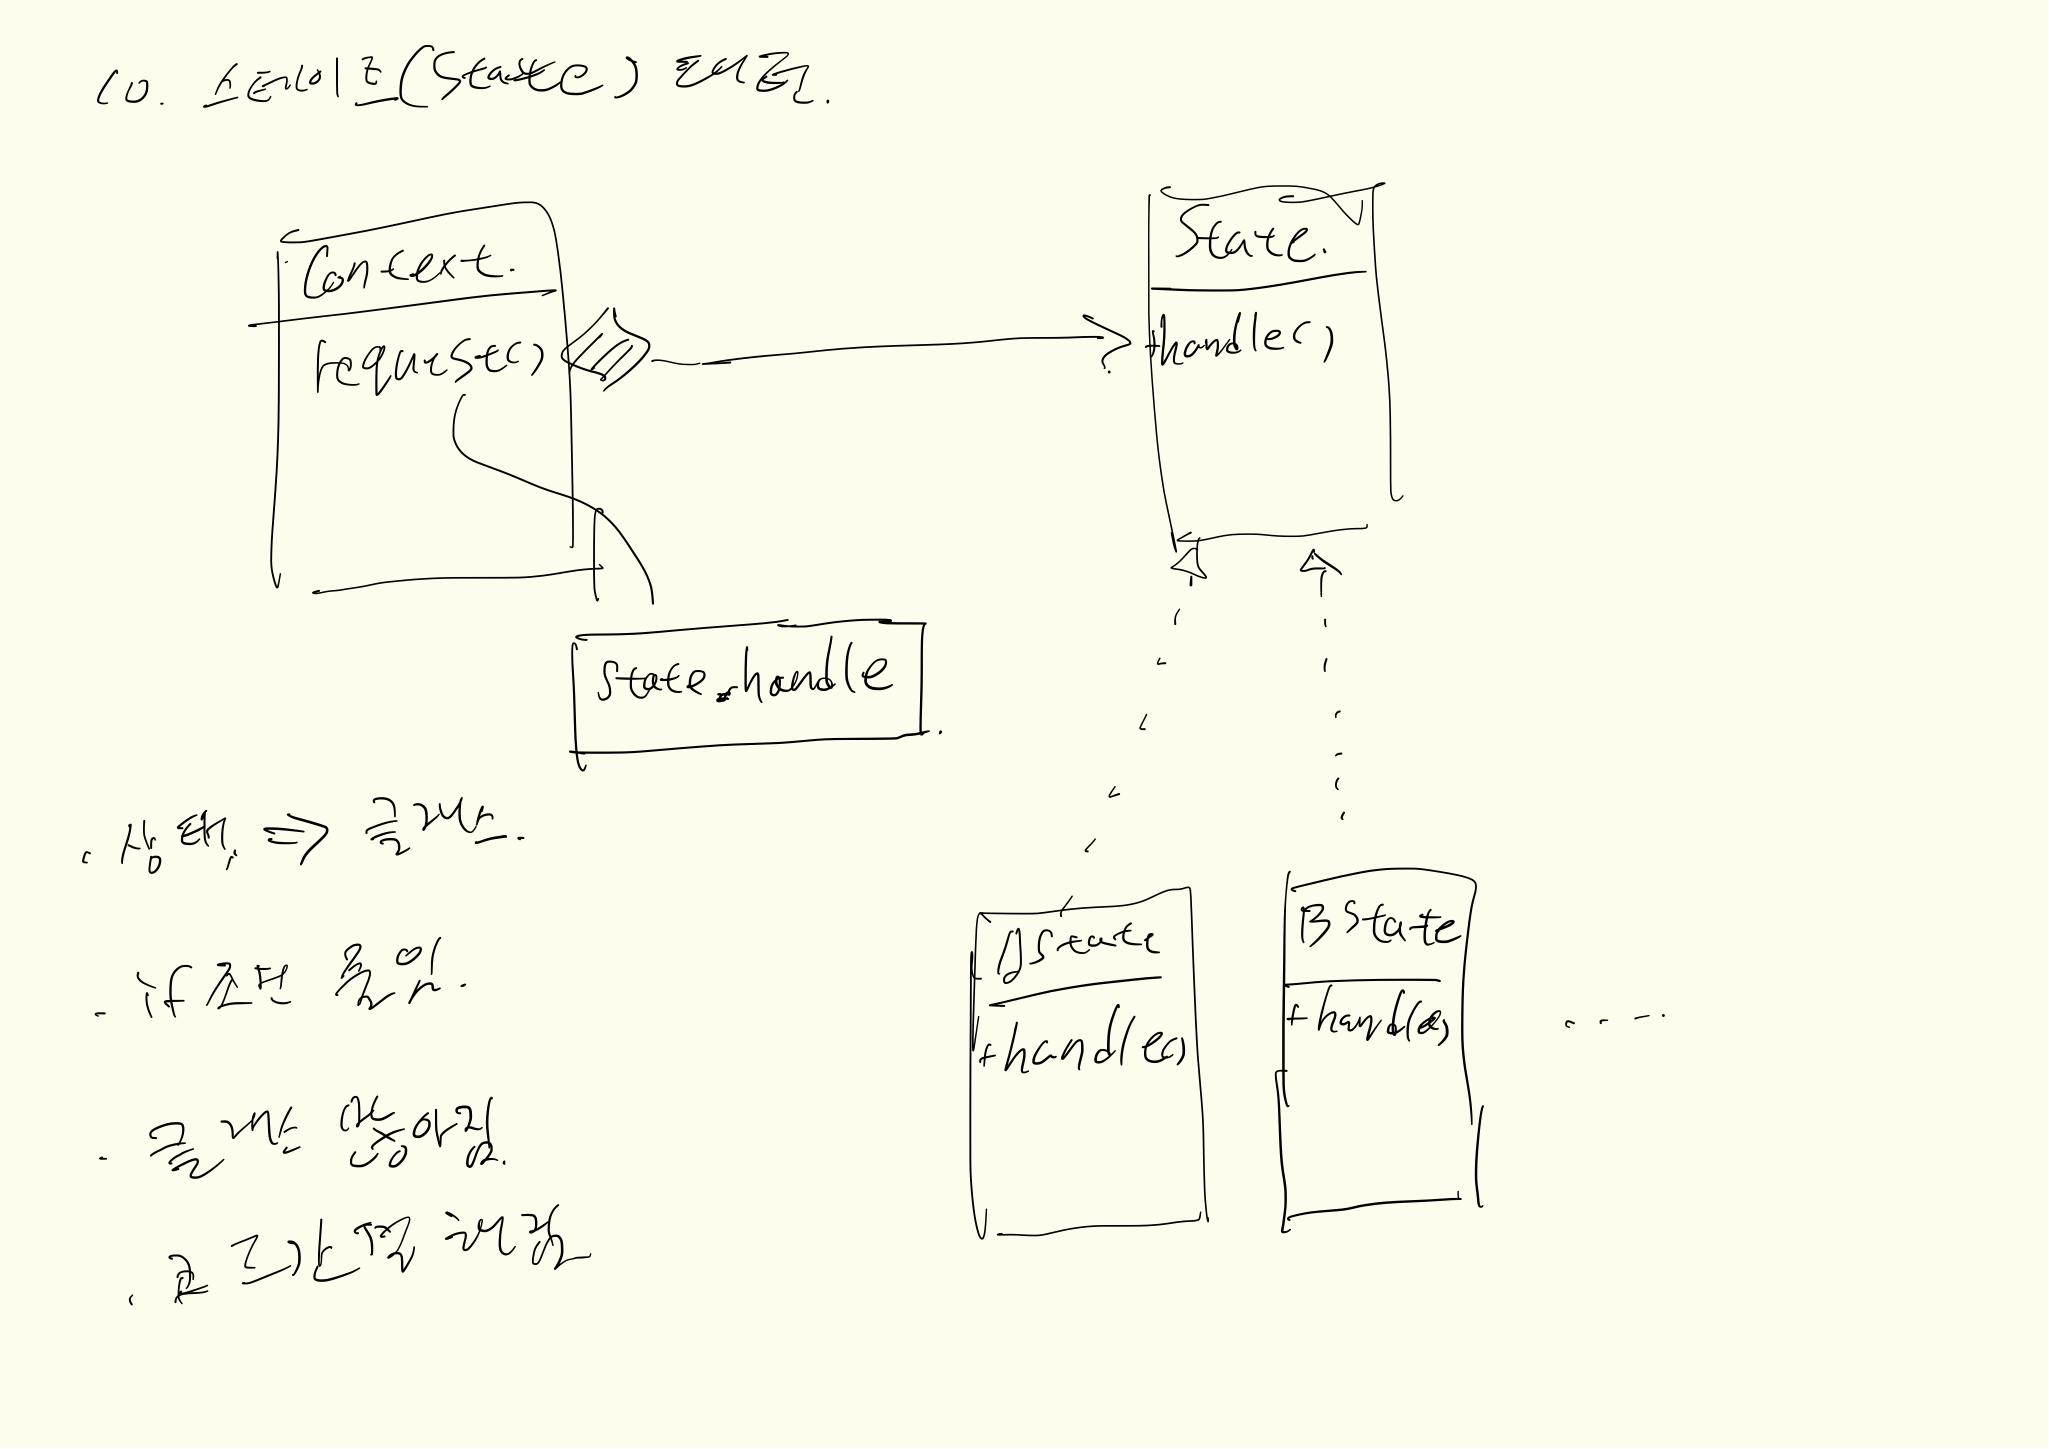 10. 스테이트(State) 패턴.
Context.
request()
State.
+handle()
state.handle
AState
+handle()
BState
+handle()
.....
. 상태 => 클래스.
. if 조건 줄임.
. 클래스 많아짐.
. 코드 간결해짐